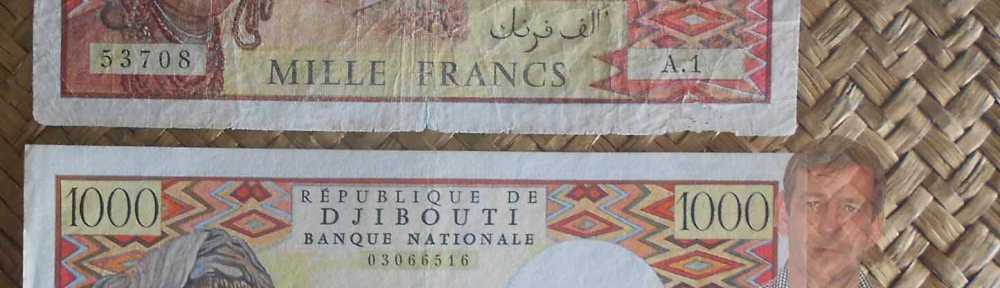 ألف فرنك
53708
MILLE FRANCS
A.1
1000
RÉPUBLIQUE DE
DJIBOUTI
BANQUE NATIONALE
03066516
1000